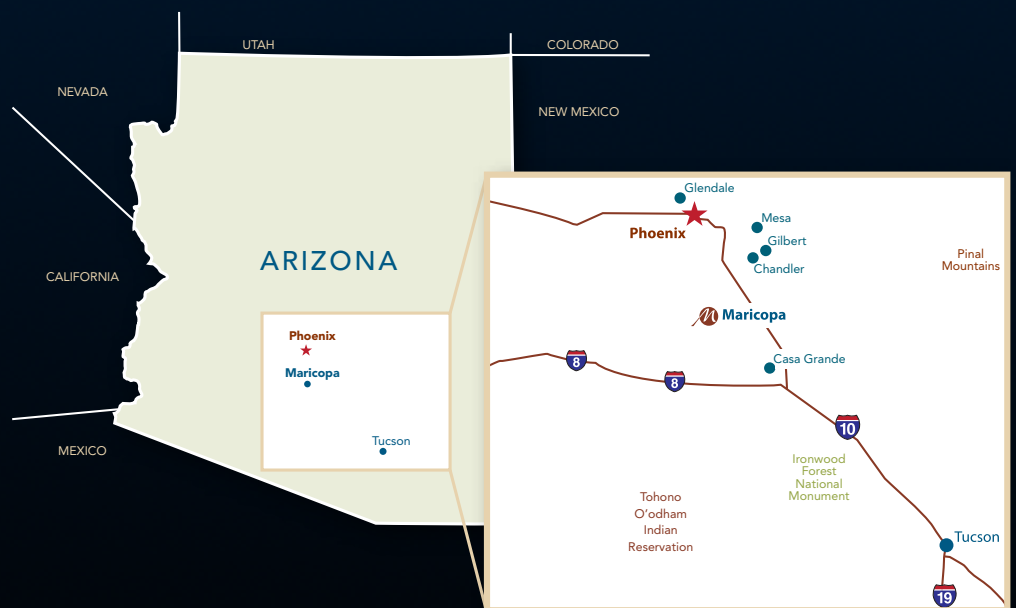 UTAH
COLORADO
NEVADA
NEW MEXICO
ARIZONA
CALIFORNIA
Phoenix
Maricopa
Tucson
MEXICO
Glendale
Mesa
Phoenix
Gilbert
Chandler
Pinal
Mountains
M Maricopa
Casa Grande
8
8
10
Ironwood
Forest
National
Monument
Tohono
O'odham
Indian
Reservation
Tucson
19